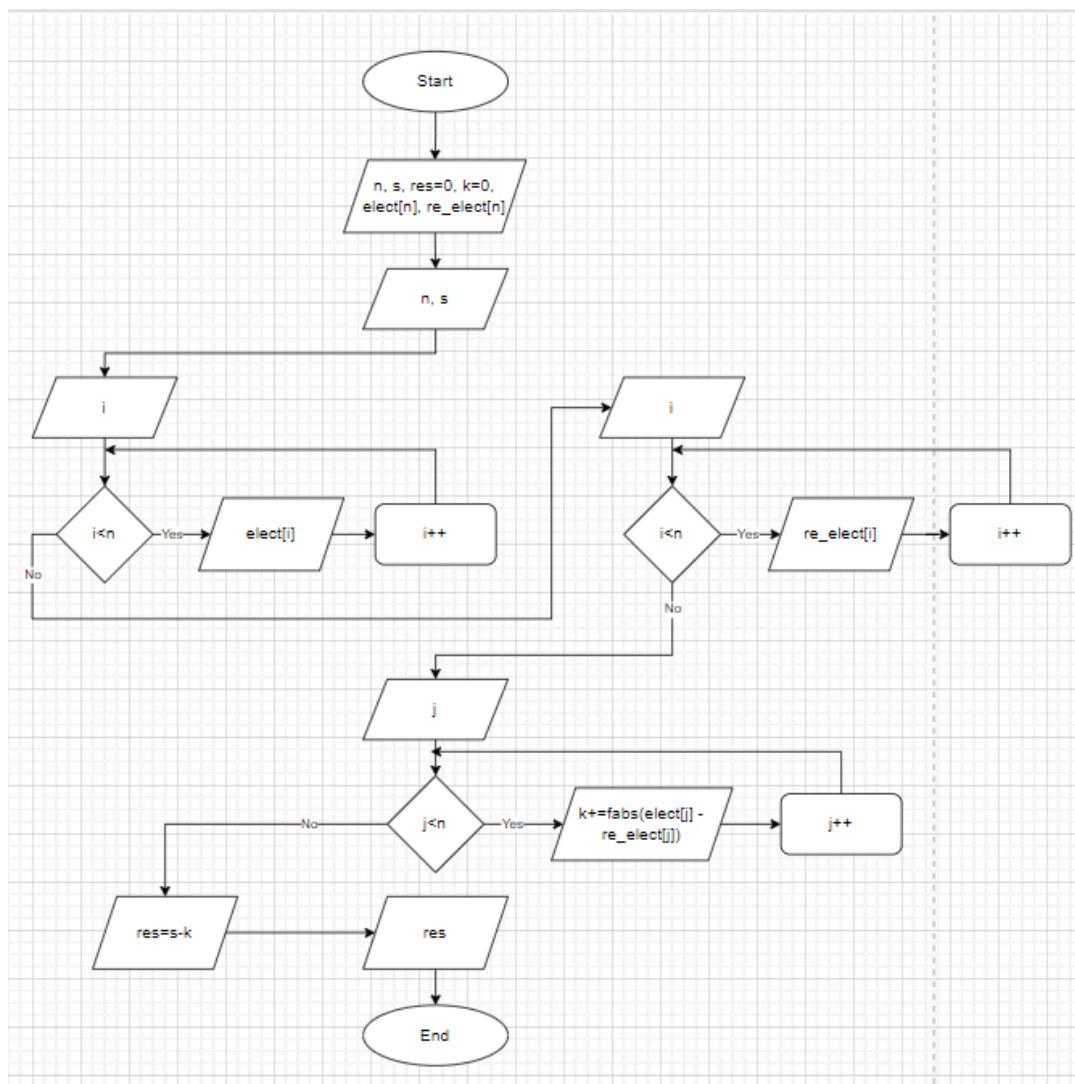 Start
n, s, res=0, k=0,
elect[n], re_elect[n]
n, s
i
i<n
Yes
elect[i]
i++
No
i
i<n
Yes
re_elect[i]
i++
No
j
j<n
Yes
k+=fabs(elect[j] -
re_elect[j])
j++
No
res=s-k
res
End